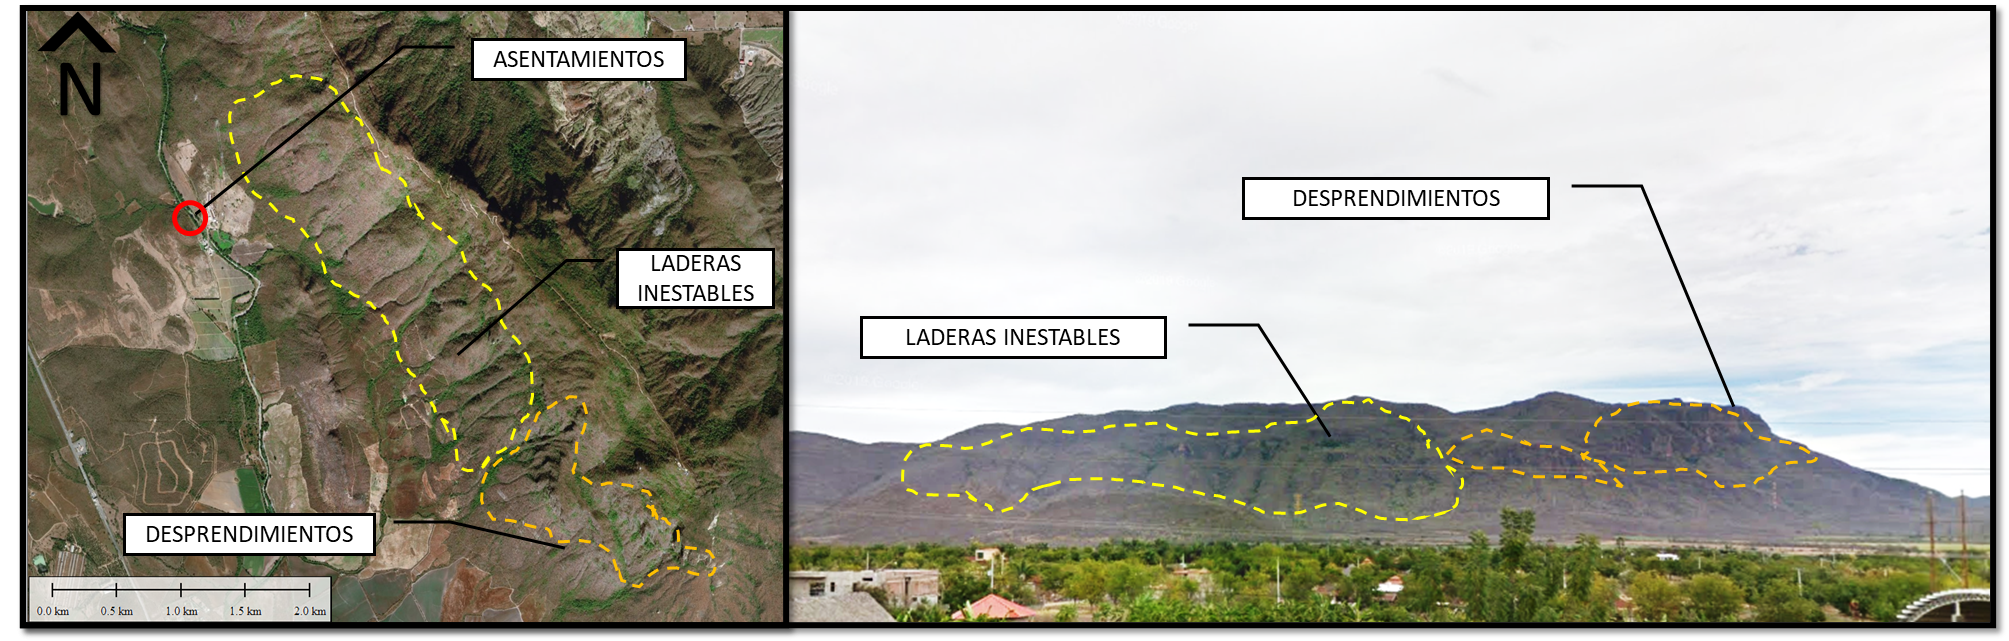 N
ASENTAMIENTOS
LADERAS
INESTABLES
DESPRENDIMIENTOS
0.0 km 0.5 km 1.0 km 1.5 km 2.0 km
DESPRENDIMIENTOS
LADERAS INESTABLES